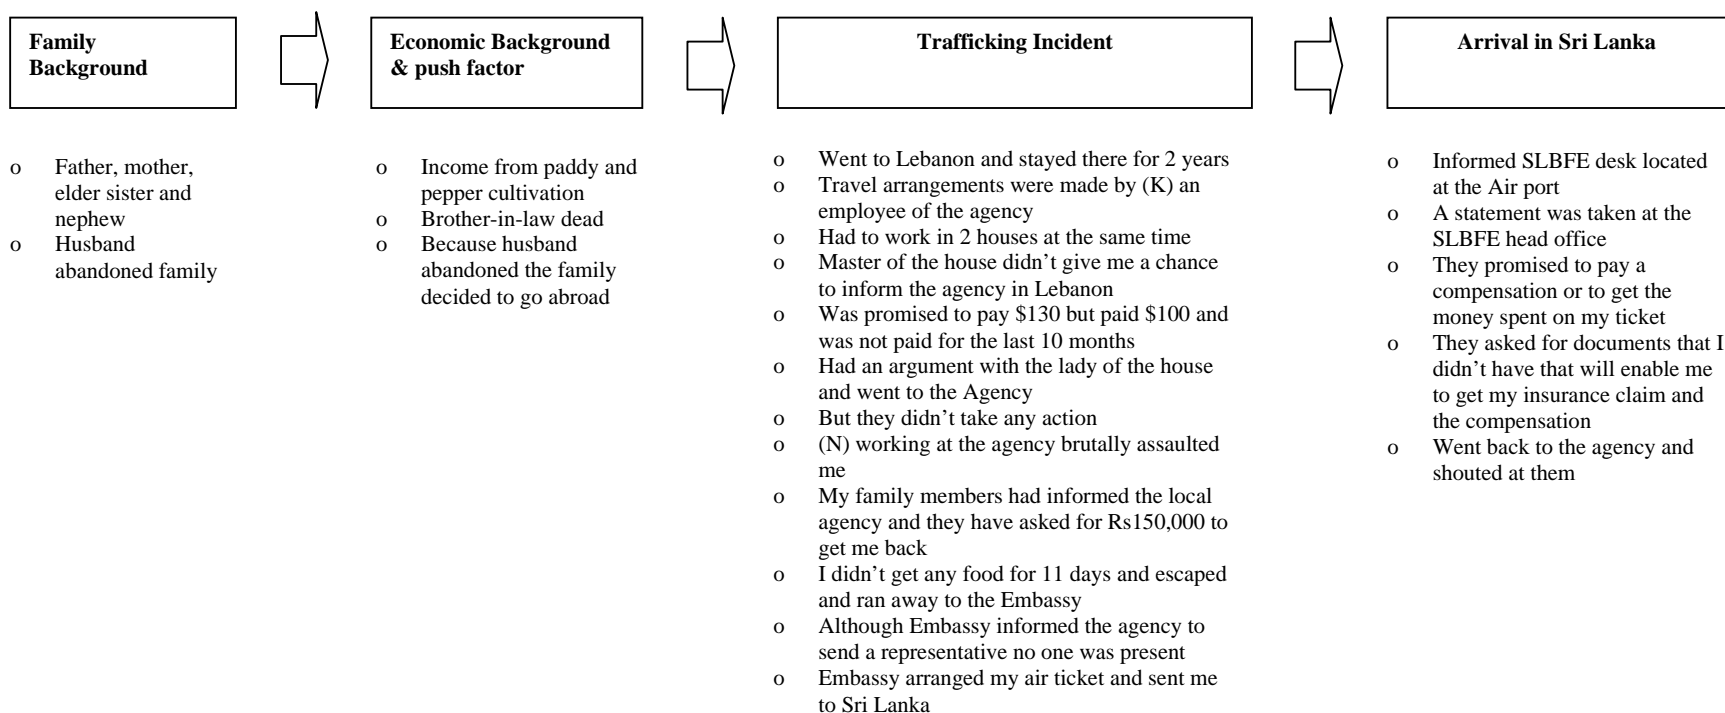 Family
Background
Economic Background
& push factor
Trafficking Incident
Arrival in Sri Lanka
o Father, mother,
elder sister and
nephew
o Husband
abandoned family
o Income from paddy and
pepper cultivation
o Brother-in-law dead
o Because husband
abandoned the family
decided to go abroad
o Went to Lebanon and stayed there for 2 years
o Travel arrangements were made by (K) an
employee of the agency
o Had to work in 2 houses at the same time
o Master of the house didn’t give me a chance
to inform the agency in Lebanon
o Was promised to pay $130 but paid $100 and
was not paid for the last 10 months
o Had an argument with the lady of the house
and went to the Agency
o But they didn’t take any action
o (N) working at the agency brutally assaulted
me
o My family members had informed the local
agency and they have asked for Rs150,000 to
get me back
o I didn’t get any food for 11 days and escaped
and ran away to the Embassy
o Although Embassy informed the agency to
send a representative no one was present
o Embassy arranged my air ticket and sent me
to Sri Lanka
o Informed SLBFE desk located
at the Air port
o A statement was taken at the
SLBFE head office
o They promised to pay a
compensation or to get the
money spent on my ticket
o They asked for documents that I
didn’t have that will enable me
to get my insurance claim and
the compensation
o Went back to the agency and
shouted at them